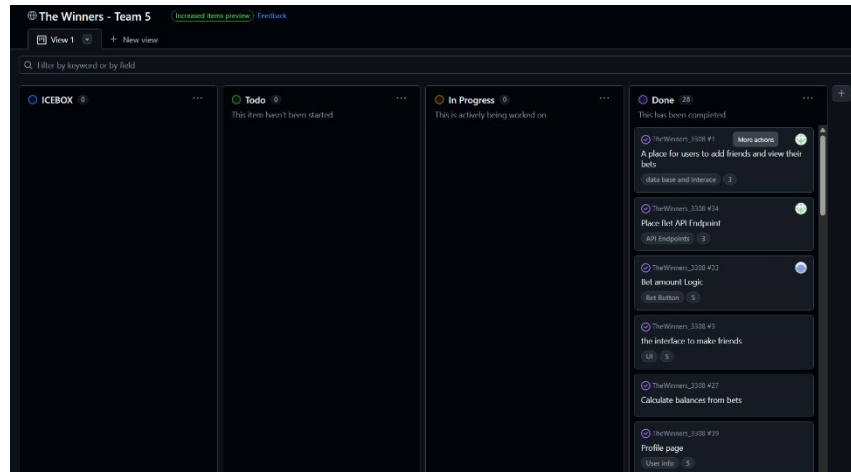 The Winners - Team 5 Increased items preview Feedback
View 1 + New view
Filter by keyword or by field
ICEBOX 0 ...
Todo 0 ...
This item hasn't been started
In Progress 0 ...
This is actively being worked on
Done 28 ...
This has been completed
TheWinners_3308 #1 More actions
A place for users to add friends and view their
bets
data base and interace 3
TheWinners_3308 #34
Place Bet API Endpoint
API Endpoints 3
TheWinners_3308 #33
Bet amount Logic
Bet Button 5
TheWinners_3308 #3
the interface to make friends
UI 5
TheWinners_3308 #27
Calculate balances from bets
TheWinners_3308 #39
Profile page
User info 5